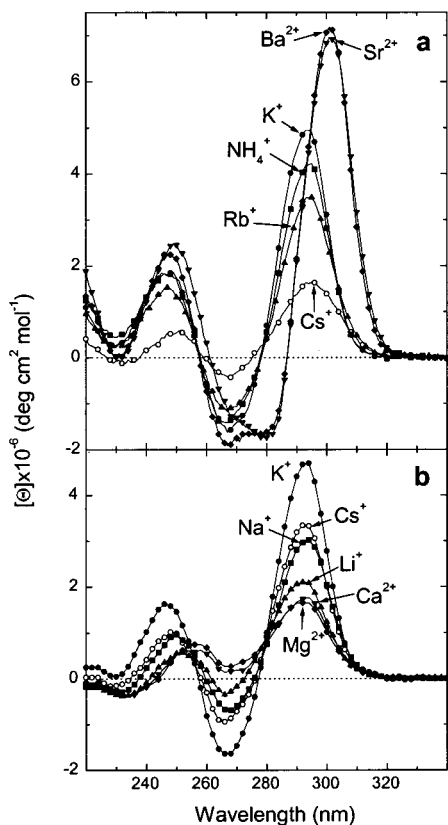 a
Ba²⁺
Sr²⁺
K⁺
NH₄⁺
Rb⁺
Cs⁺
6
4
2
0
-2
[Θ]x10⁻⁶ (deg cm² mol⁻¹)
b
K⁺
Cs⁺
Na⁺
Li⁺
Ca²⁺
Mg²⁺
4
2
0
-2
240 260 280 300 320
Wavelength (nm)